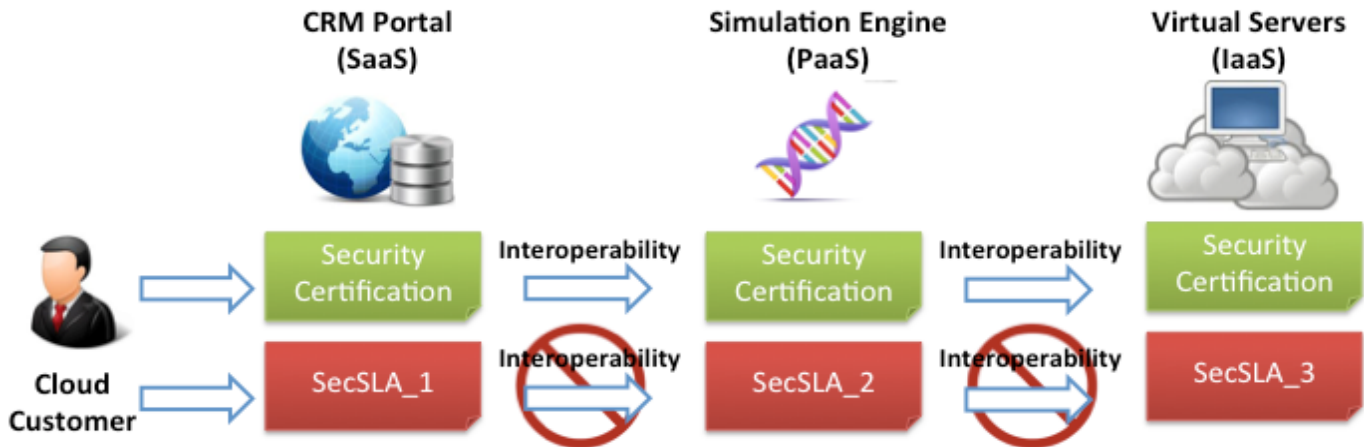 CRM Portal
(SaaS)
Simulation Engine
(PaaS)
Virtual Servers
(IaaS)
Security
Certification
Interoperability
Security
Certification
Interoperability
Security
Certification
Cloud
Customer
SecSLA_1
Interoperability
SecSLA_2
Interoperability
SecSLA_3